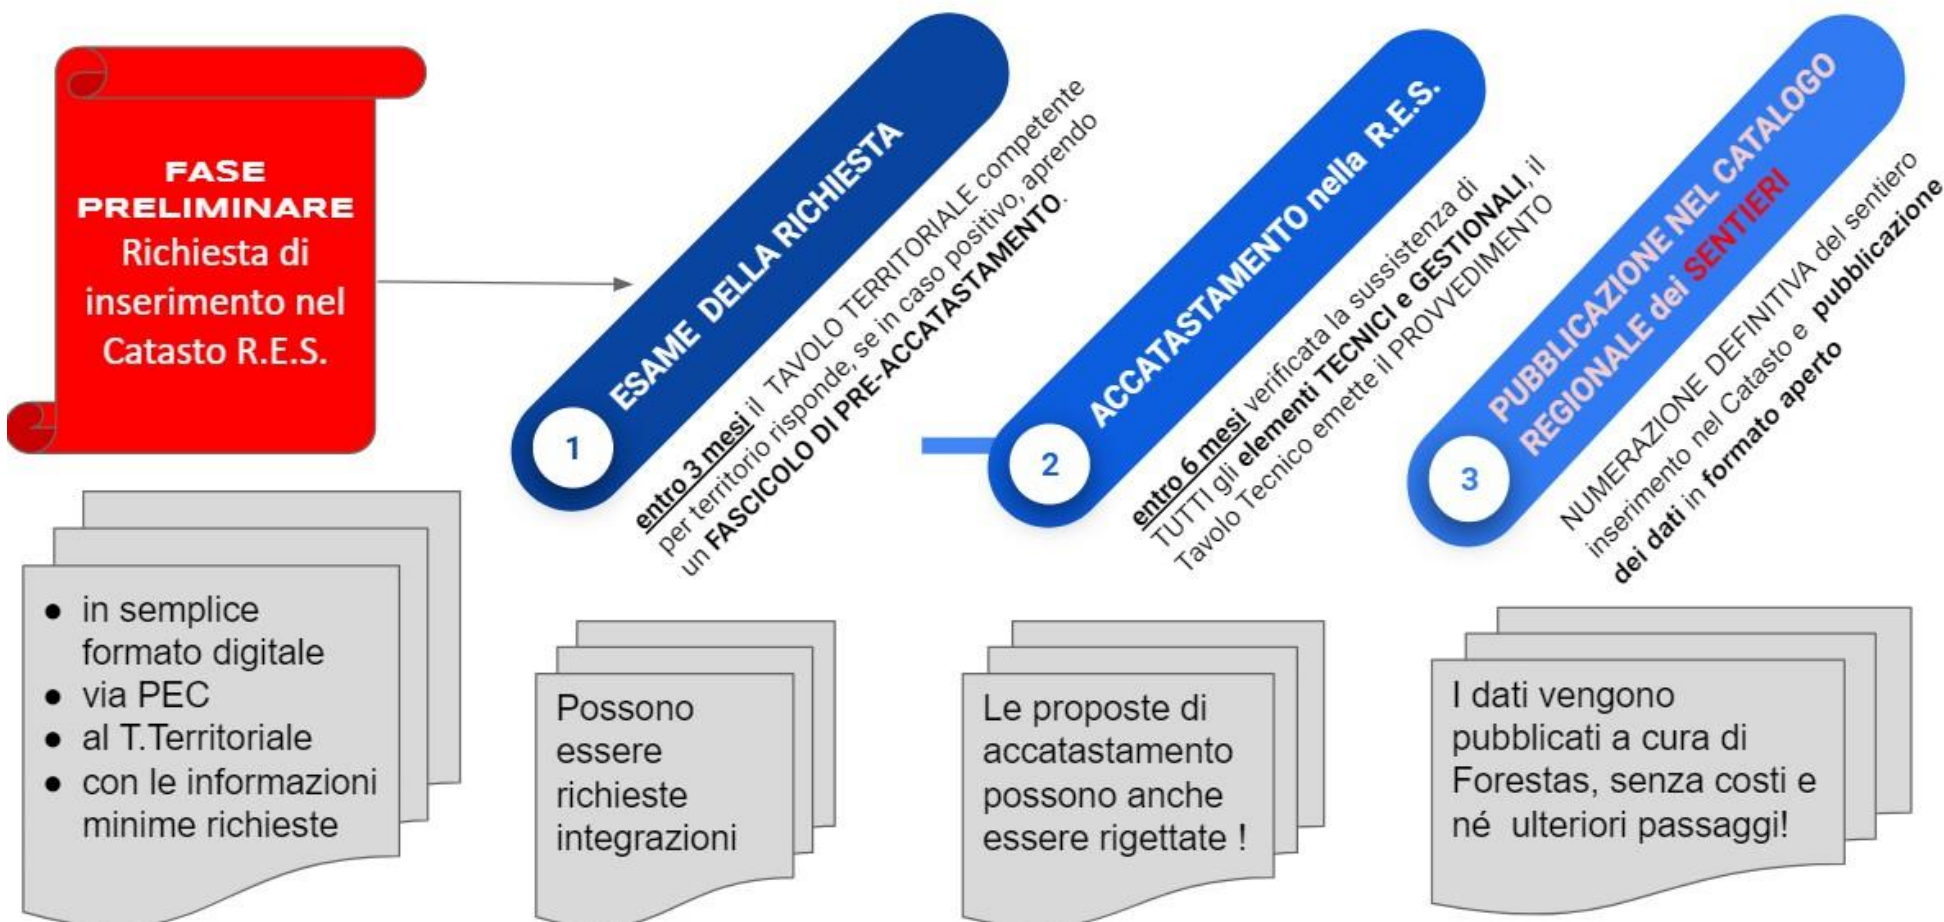 FASE
PRELIMINARE
Richiesta di
inserimento nel
Catasto R.E.S.
● in semplice
formato digitale
● via PEC
● al T.Territoriale
● con le informazioni
minime richieste
1
ESAME DELLA RICHIESTA
entro 3 mesi il TAVOLO TERRITORIALE competente
per territorio risponde, se in caso positivo, aprendo
un FASCICOLO DI PRE-ACCATASTAMENTO.
Possono
essere
richieste
integrazioni
2
ACCATASTAMENTO nella R.E.S.
entro 6 mesi verificata la sussistenza di
TUTTI gli elementi TECNICI e GESTIONALI, il
Tavolo Tecnico emette il PROVVEDIMENTO
Le proposte di
accatastamento
possono anche
essere rigettate !
3
PUBBLICAZIONE NEL CATALOGO
REGIONALE dei SENTIERI
NUMERAZIONE DEFINITIVA del sentiero
inserimento nel Catasto e pubblicazione
dei dati in formato aperto
I dati vengono
pubblicati a cura di
Forestas, senza costi e
né ulteriori passaggi!